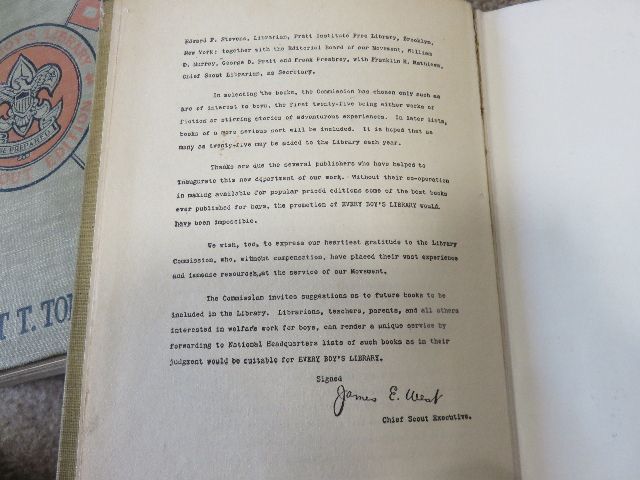 Edward F. Stevens, Librarian, Pratt Institute Free Library, Brooklyn,
New York; together with the Editorial Board of our Movement, William
D. Murray, George D. Pratt and Frank Presbrey, with Franklin K. Mathiews,
Chief Scout Librarian, as Secretary.
In selecting the books, the Commission has chosen only such as
are of interest to boys, the first twenty-five being either works of
fiction or stirring stories of adventurous experiences. In later lists,
books of a more serious sort will be included. It is hoped that as
many as twenty-five may be added to the Library each year.
Thanks are due the several publishers who have helped to
inaugurate this new department of our work. Without their co-operation
in making available for popular priced editions some of the best books
ever published for boys, the promotion of EVERY BOY'S LIBRARY would
have been impossible.
We wish, too, to express our heartiest gratitude to the Library
Commission, who, without compensation, have placed their vast experience
and immense resources at the service of our Movement.
The Commission invites suggestions as to future books to be
included in the Library. Librarians, teachers, parents, and all others
interested in welfare work for boys, can render a unique service by
forwarding to National Headquarters lists of such books as in their
judgment would be suitable for EVERY BOY'S LIBRARY.
Signed
James E. West
Chief Scout Executive.
BOY'S LIBRARY
BE PREPARED
T T. TO